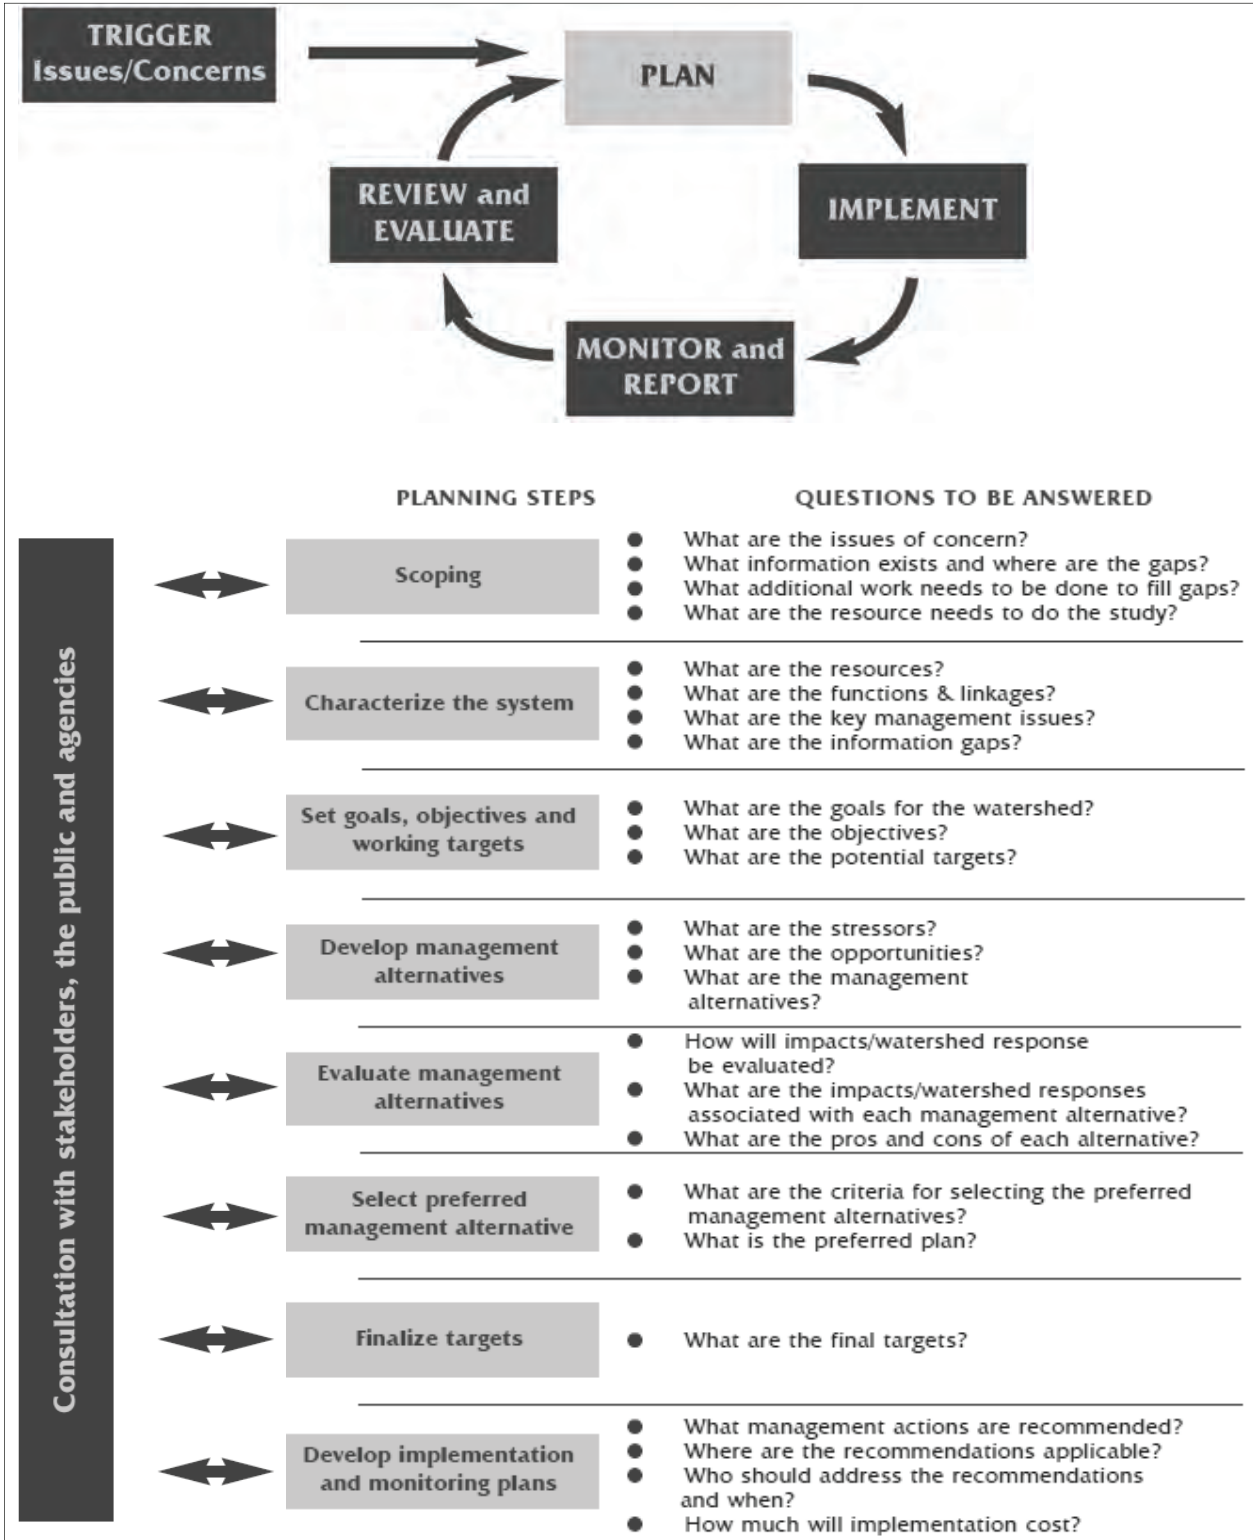 TRIGGER
Issues/Concerns
PLAN
REVIEW and
EVALUATE
IMPLEMENT
MONITOR and
REPORT
PLANNING STEPS
QUESTIONS TO BE ANSWERED
Consultation with stakeholders, the public and agencies
Scoping
● What are the issues of concern?
● What information exists and where are the gaps?
● What additional work needs to be done to fill gaps?
● What are the resource needs to do the study?
Characterize the system
● What are the resources?
● What are the functions & linkages?
● What are the key management issues?
● What are the information gaps?
Set goals, objectives and
working targets
● What are the goals for the watershed?
● What are the objectives?
● What are the potential targets?
Develop management
alternatives
● What are the stressors?
● What are the opportunities?
● What are the management
alternatives?
Evaluate management
alternatives
● How will impacts/watershed response
be evaluated?
● What are the impacts/watershed responses
associated with each management alternative?
● What are the pros and cons of each alternative?
Select preferred
management alternative
● What are the criteria for selecting the preferred
management alternatives?
● What is the preferred plan?
Finalize targets
● What are the final targets?
Develop implementation
and monitoring plans
● What management actions are recommended?
● Where are the recommendations applicable?
● Who should address the recommendations
and when?
● How much will implementation cost?